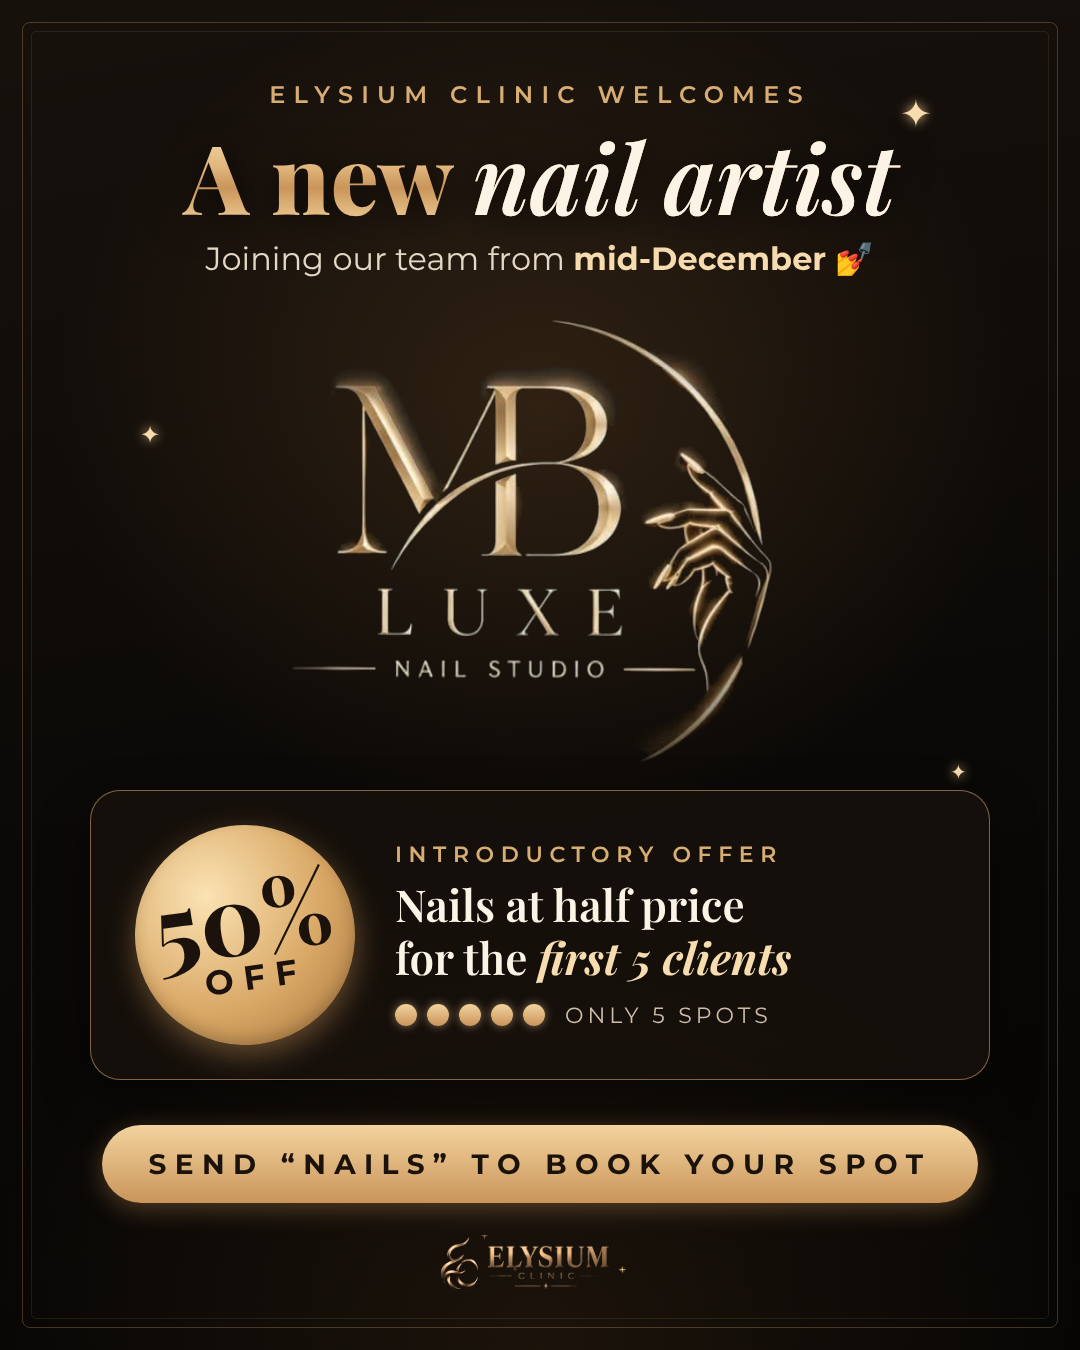 ELYSIUM CLINIC WELCOMES
A new nail artist
Joining our team from mid-December 💅
MB
LUXE
NAIL STUDIO
50%
OFF
INTRODUCTORY OFFER
Nails at half price
for the first 5 clients
ONLY 5 SPOTS
SEND “NAILS” TO BOOK YOUR SPOT
ELYSIUM
CLINIC